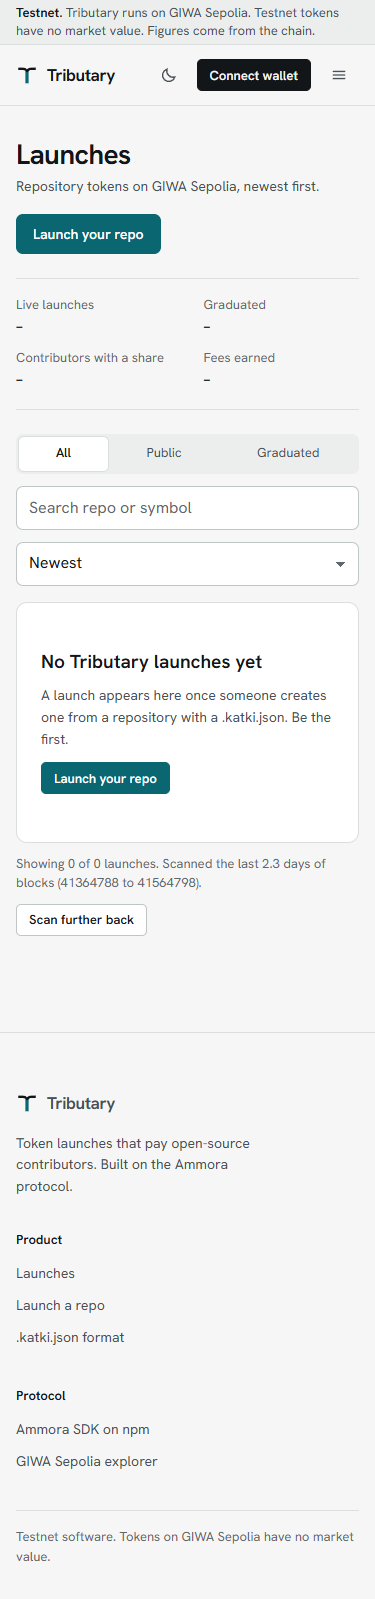 Testnet. Tributary runs on GIWA Sepolia. Testnet tokens
have no market value. Figures come from the chain.
Tributary
Connect wallet
Launches
Repository tokens on GIWA Sepolia, newest first.
Launch your repo
Live launches
–
Graduated
–
Contributors with a share
–
Fees earned
–
All
Public
Graduated
Search repo or symbol
Newest
No Tributary launches yet
A launch appears here once someone creates
one from a repository with a .katki.json. Be the
first.
Launch your repo
Showing 0 of 0 launches. Scanned the last 2.3 days of
blocks (41364788 to 41564798).
Scan further back
Tributary
Token launches that pay open-source
contributors. Built on the Ammora
protocol.
Product
Launches
Launch a repo
.katki.json format
Protocol
Ammora SDK on npm
GIWA Sepolia explorer
Testnet software. Tokens on GIWA Sepolia have no market
value.